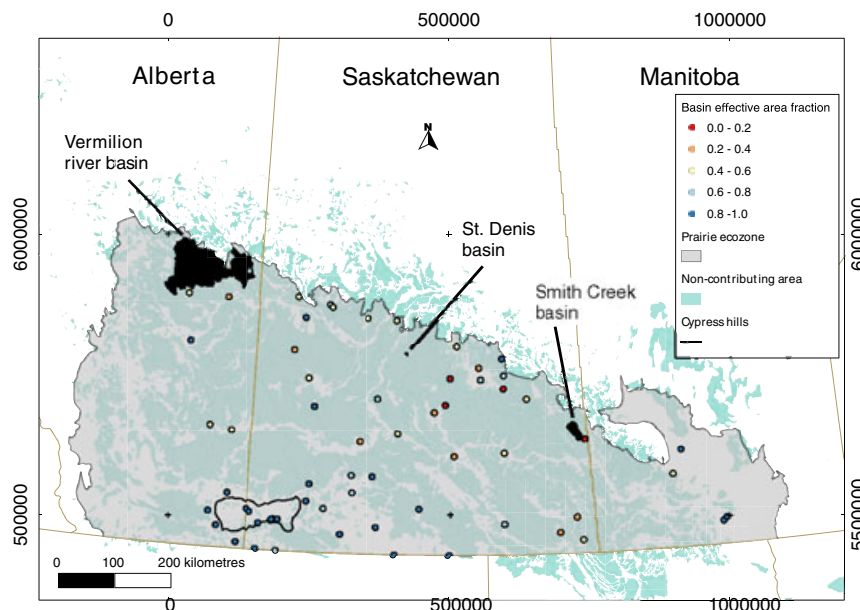 0 500000 1000000
Alberta Saskatchewan Manitoba
Vermilion
river basin
N
St. Denis
basin
Smith Creek
basin
Basin effective area fraction
0.0 - 0.2
0.2 - 0.4
0.4 - 0.6
0.6 - 0.8
0.8 -1.0
Prairie ecozone
Non-contributing area
Cypress hills
6000000
6000000
500000
5500000
0 100 200 kilometres
0 500000 1000000